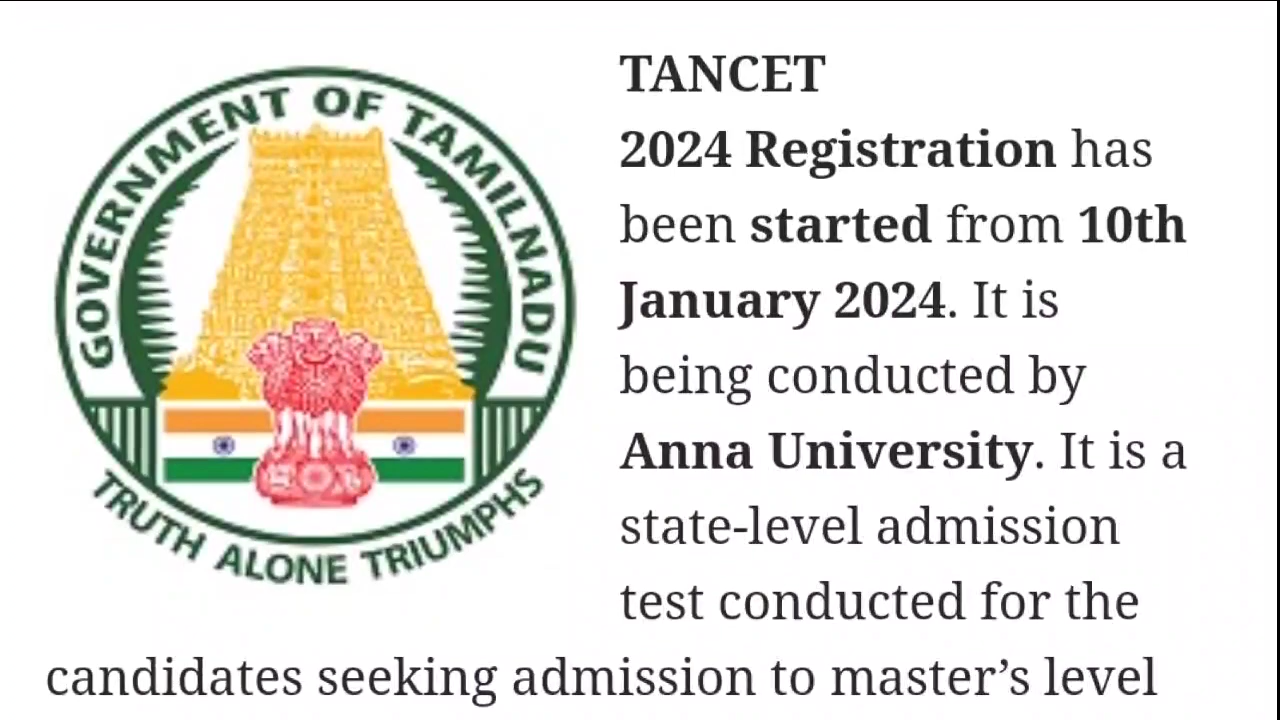 GOVERNMENT OF TAMILNADU
TRUTH ALONE TRIUMPHS
TANCET
2024 Registration has
been started from 10th
January 2024. It is
being conducted by
Anna University. It is a
state-level admission
test conducted for the
candidates seeking admission to master’s level